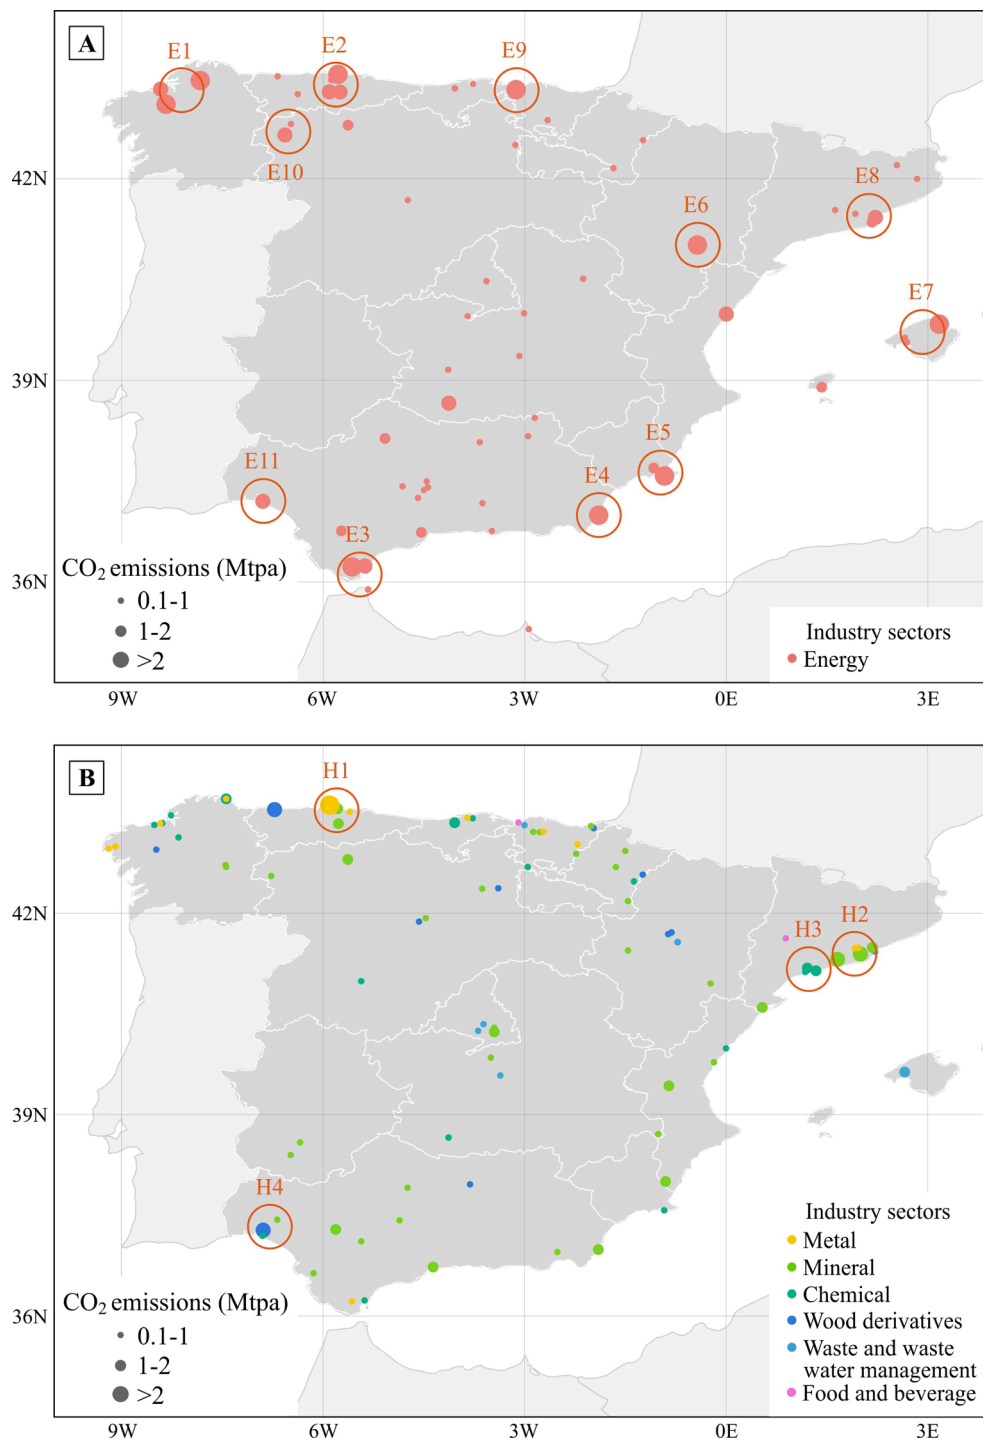 A
E1
E2
E9
E10
E8
E6
E7
E5
E11
E4
E3
42N
39N
36N
CO2 emissions (Mtpa)
0.1-1
1-2
>2
Industry sectors
Energy
9W
6W
3W
0E
3E
B
H1
H2
H3
H4
42N
39N
36N
CO2 emissions (Mtpa)
0.1-1
1-2
>2
Industry sectors
Metal
Mineral
Chemical
Wood derivatives
Waste and waste
water management
Food and beverage
9W
6W
3W
0E
3E